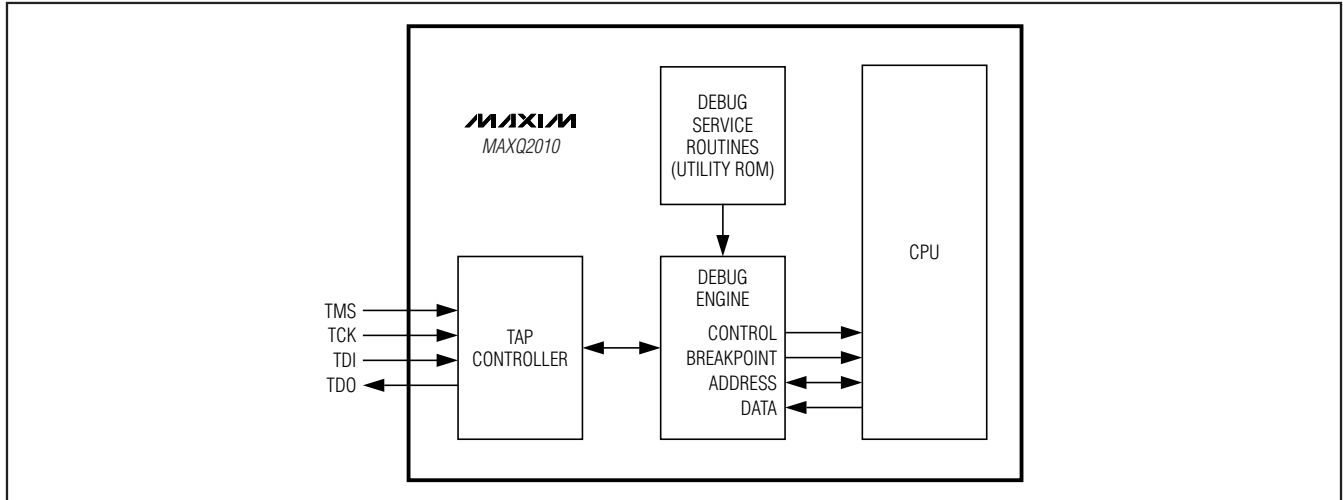 MAXIM
MAXQ2010
DEBUG
SERVICE
ROUTINES
(UTILITY ROM)
CPU
DEBUG
ENGINE
CONTROL
BREAKPOINT
ADDRESS
DATA
TAP
CONTROLLER
TMS
TCK
TDI
TDO